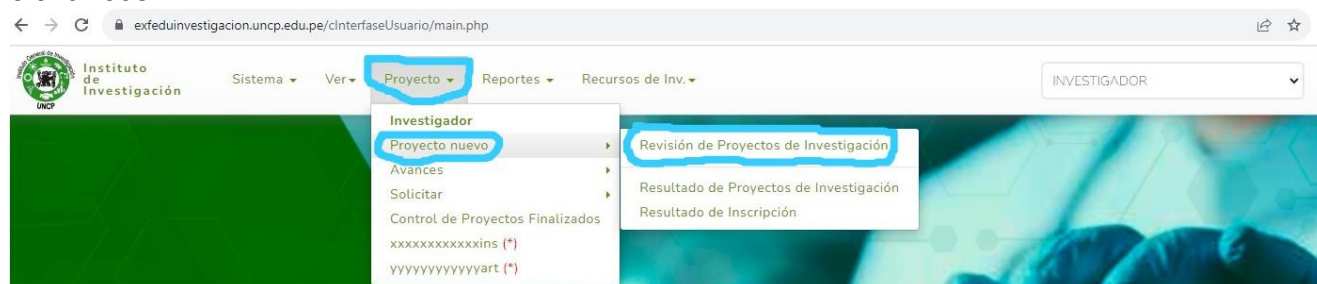 exfeduinvestigacion.uncp.edu.pe/cInterfaseUsuario/main.php
Instituto
de
Investigación
UNCP
Sistema Ver Proyecto Reportes Recursos de Inv.
INVESTIGADOR
Investigador
Proyecto nuevo
Revisión de Proyectos de Investigación
Avances
Solicitar
Resultado de Proyectos de Investigación
Control de Proyectos Finalizados
Resultado de Inscripción
xxxxxxxxxxxxins (*)
yyyyyyyyyyyyart (*)